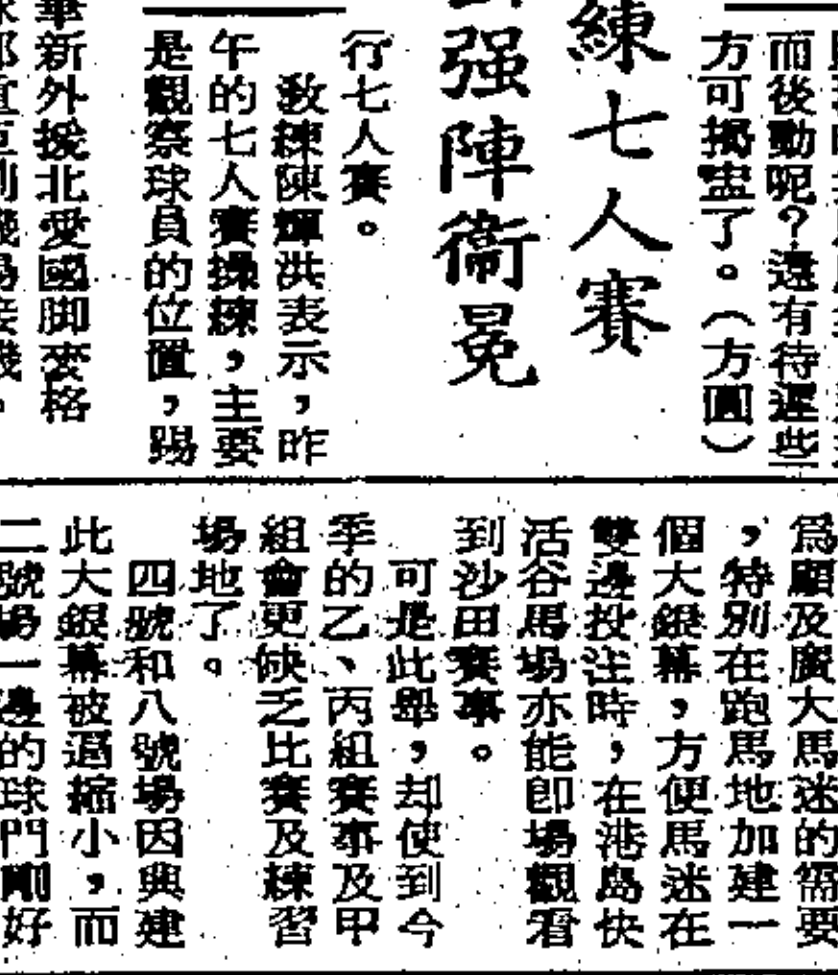 而後動呢？還有待遲些
方可揭盅了。（方圓）
練七人賽
强陣衞冕
行七人賽。
教練陳輝洪表示，昨
午的七人賽操練，主要
是觀察球員的位置，踢
華新外援北愛國脚麥格
爲顧及廣大馬迷的需要
，特別在跑馬地加建一
個大銀幕，方便馬迷在
雙邊投注時，在港島快
活谷馬場亦能卽場觀看
到沙田賽事。
可是此舉，却使到今
季的乙、丙組賽事及甲
組會更缺乏比賽及練習
場地了。
四號和八號場因興建
此大銀幕被逼縮小，而
二號場一邊的球門剛好